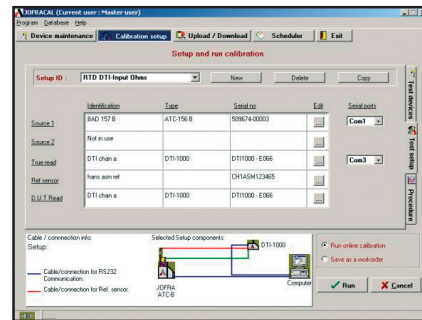 JOFRACAL (Current user : Master user)
Program Database Help
Device maintenance Calibration setup Upload / Download Scheduler Exit
Setup and run calibration
Setup ID : RTD DTI-Input Ohms New Delete Copy
Identification Type Serial no Edit Serial ports
Source 1 BAD 157 B ATC-156 B 509674-00003 ... Com1
Source 2 Not in use ...
True read DTI chan a DTI-1000 DTI1000 - E066 ... Com3
Ref sensor hans asm ref CH1ASM123465 ...
D.U.T Read DTI chan a DTI-1000 DTI1000 - E066 ...
Test devices
Test setup
Procedure
Cable / connnection info: Selected Setup components:
Setup:
DTI-1000
Cable/connection for RS232
Communication.
Cable/connection for Ref. sensor.
JOFRA
ATC-B
Computer
Run online calibration
Save as a workorder
Run Cancel